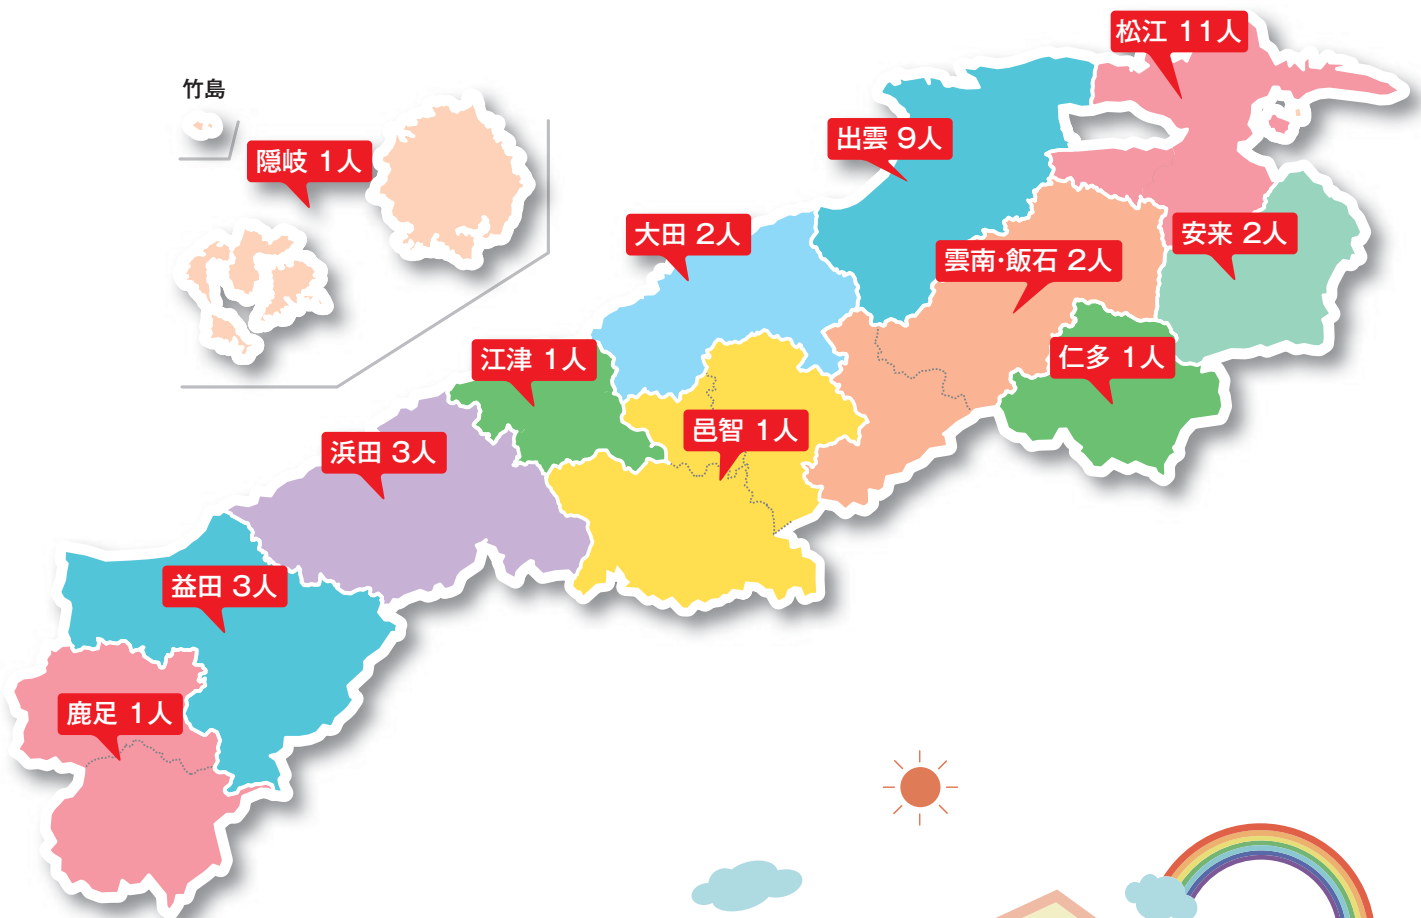 松江 11人
竹島
出雲 9人
隠岐 1人
大田 2人
安来 2人
雲南・飯石 2人
江津 1人
仁多 1人
邑智 1人
浜田 3人
益田 3人
鹿足 1人